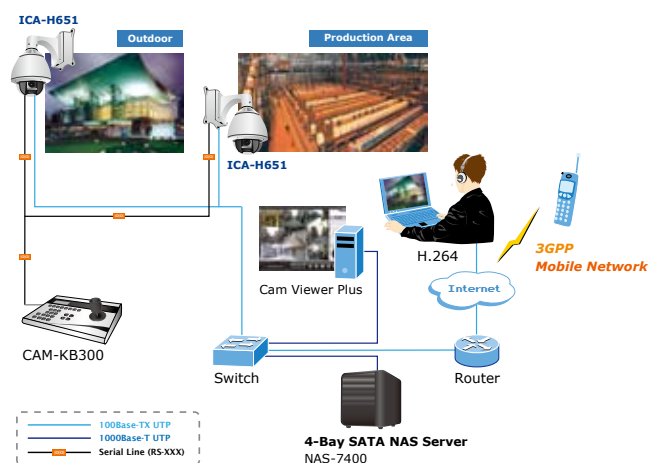 ICA-H651
Outdoor
Production Area
ICA-H651
H.264
3GPP
Mobile Network
Internet
Cam Viewer Plus
CAM-KB300
Switch
Router
100Base-TX UTP
1000Base-T UTP
Serial Line (RS-XXX)
4-Bay SATA NAS Server
NAS-7400